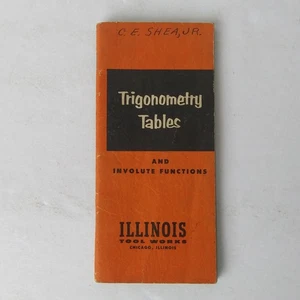 C. E. SHEA, JR.
Trigonometry
Tables
AND
INVOLUTE FUNCTIONS
ILLINOIS
TOOL WORKS
CHICAGO, ILLINOIS